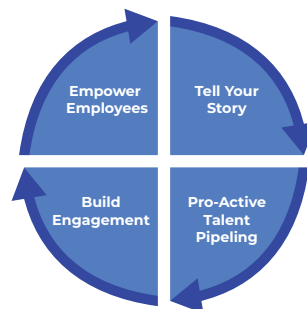 Empower
Employees
Tell Your
Story
Build
Engagement
Pro-Active
Talent
Pipeling